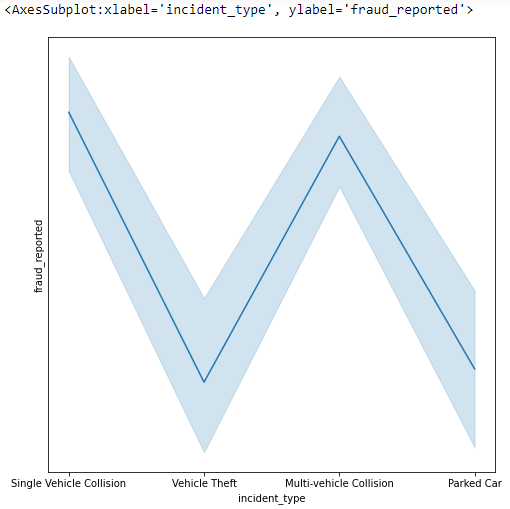 <AxesSubplot:xlabel='incident_type', ylabel='fraud_reported'>
fraud_reported
Single Vehicle Collision Vehicle Theft Multi-vehicle Collision Parked Car
incident_type